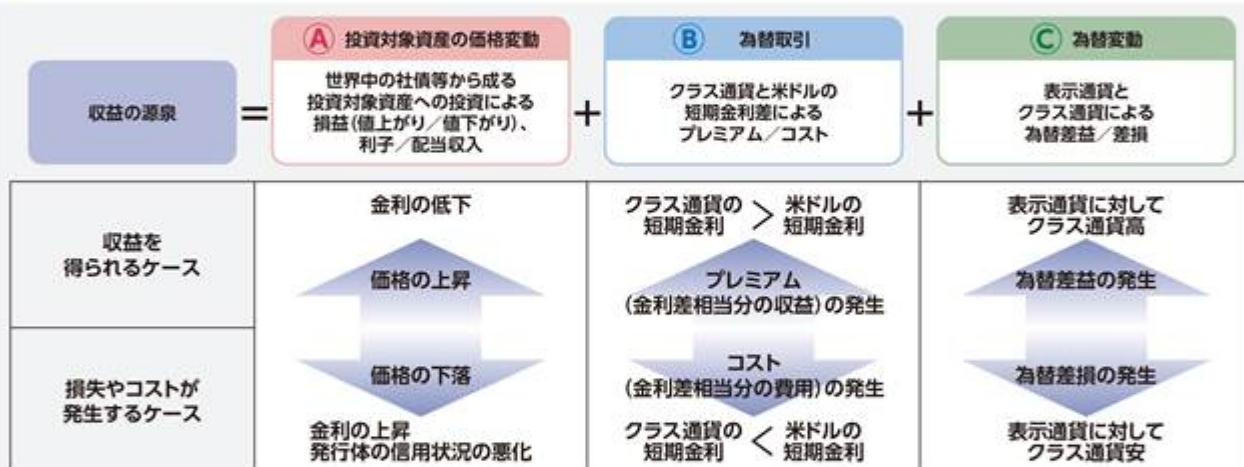 収益の源泉
=
Ⓐ 投資対象資産の価格変動
世界中の社債等から成る
投資対象資産への投資による
損益(値上がり/値下がり)、
利子/配当収入
+
Ⓑ 為替取引
クラス通貨と米ドルの
短期金利差による
プレミアム/コスト
+
Ⓒ 為替変動
表示通貨と
クラス通貨による
為替差益/差損
収益を
得られるケース
金利の低下
価格の上昇
クラス通貨の 短期金利 > 米ドルの 短期金利
プレミアム
(金利差相当分の収益)の発生
表示通貨に対して
クラス通貨高
為替差益の発生
損失やコストが
発生するケース
価格の下落
金利の上昇
発行体の信用状況の悪化
コスト
(金利差相当分の費用)の発生
クラス通貨の 短期金利 < 米ドルの 短期金利
為替差損の発生
表示通貨に対して
クラス通貨安